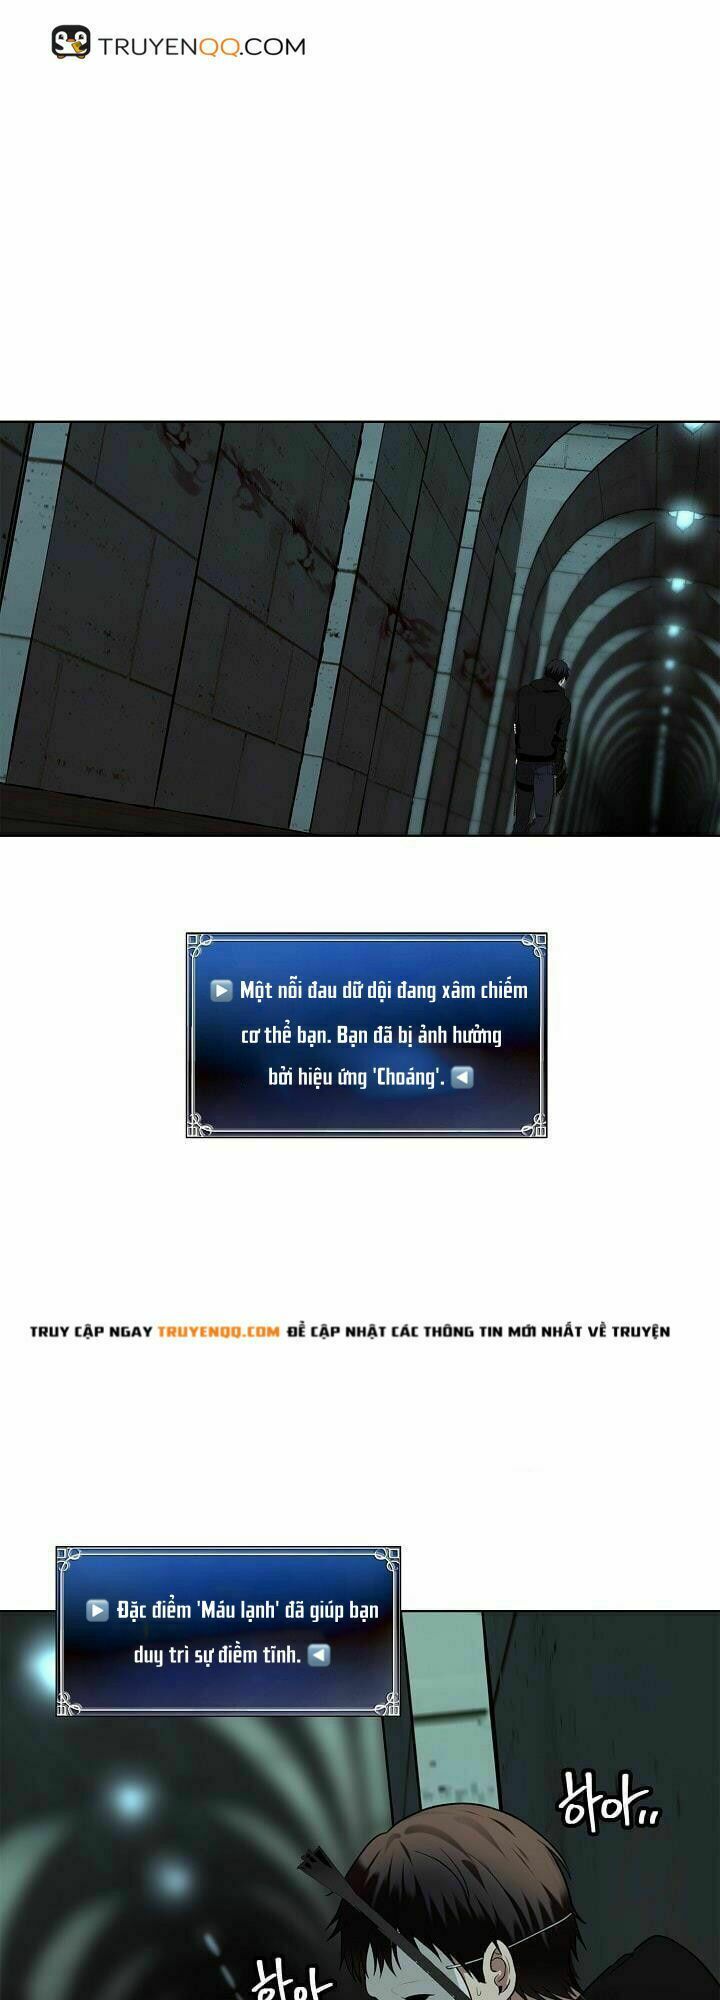 TRUYENQQ.COM
▶ Một nỗi đau dữ dội đang xâm chiếm
cơ thể bạn. Bạn đã bị ảnh hưởng
bởi hiệu ứng 'Choáng'. ◀
TRUY CẬP NGAY TRUYENQQ.COM ĐỂ CẬP NHẬT CÁC THÔNG TIN MỚI NHẤT VỀ TRUYỆN
▶ Đặc điểm 'Máu lạnh' đã giúp bạn
duy trì sự điềm tĩnh. ◀
하아..
하아